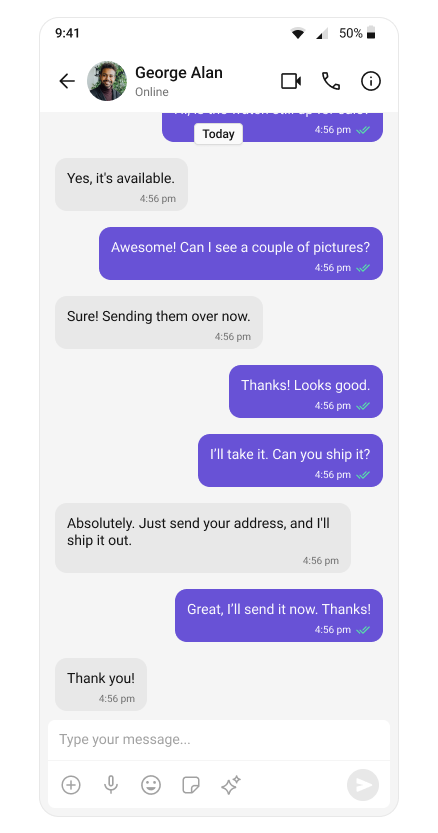 9:41
50%
George Alan
Online
4:56 pm
Today
Yes, it's available.
4:56 pm
Awesome! Can I see a couple of pictures?
4:56 pm
Sure! Sending them over now.
4:56 pm
Thanks! Looks good.
4:56 pm
I’ll take it. Can you ship it?
4:56 pm
Absolutely. Just send your address, and I'll
ship it out.
4:56 pm
Great, I’ll send it now. Thanks!
4:56 pm
Thank you!
4:56 pm
Type your message...